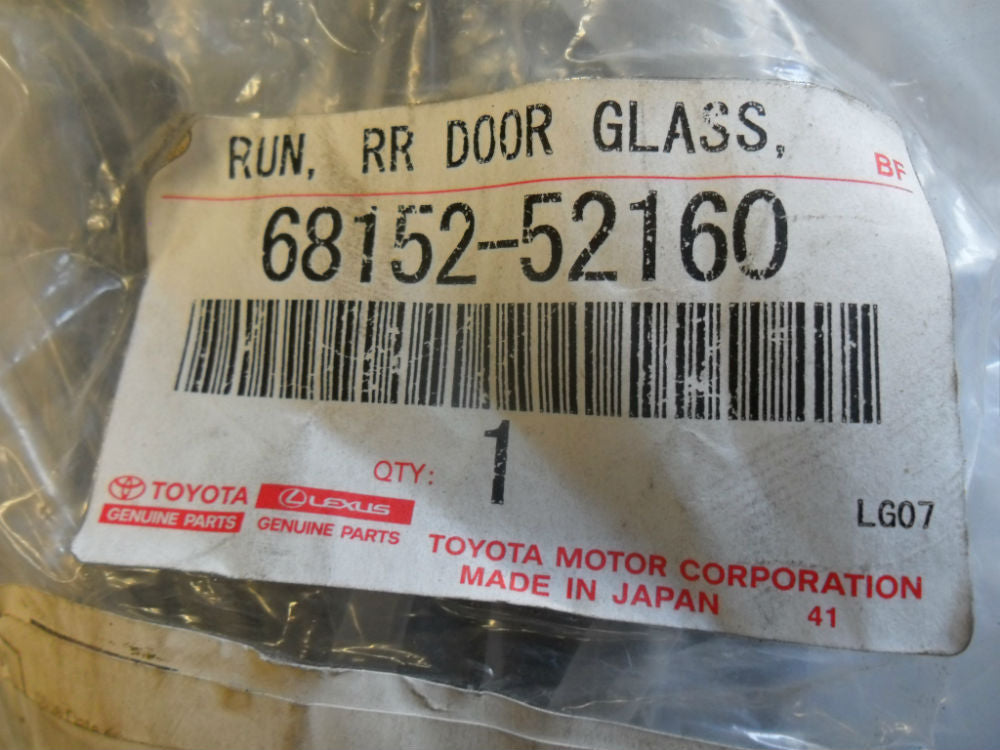 RUN, RR DOOR GLASS,
BF
68152-52160
QTY: 1
TOYOTA
GENUINE PARTS
LEXUS
GENUINE PARTS
LG07
TOYOTA MOTOR CORPORATION
MADE IN JAPAN 41